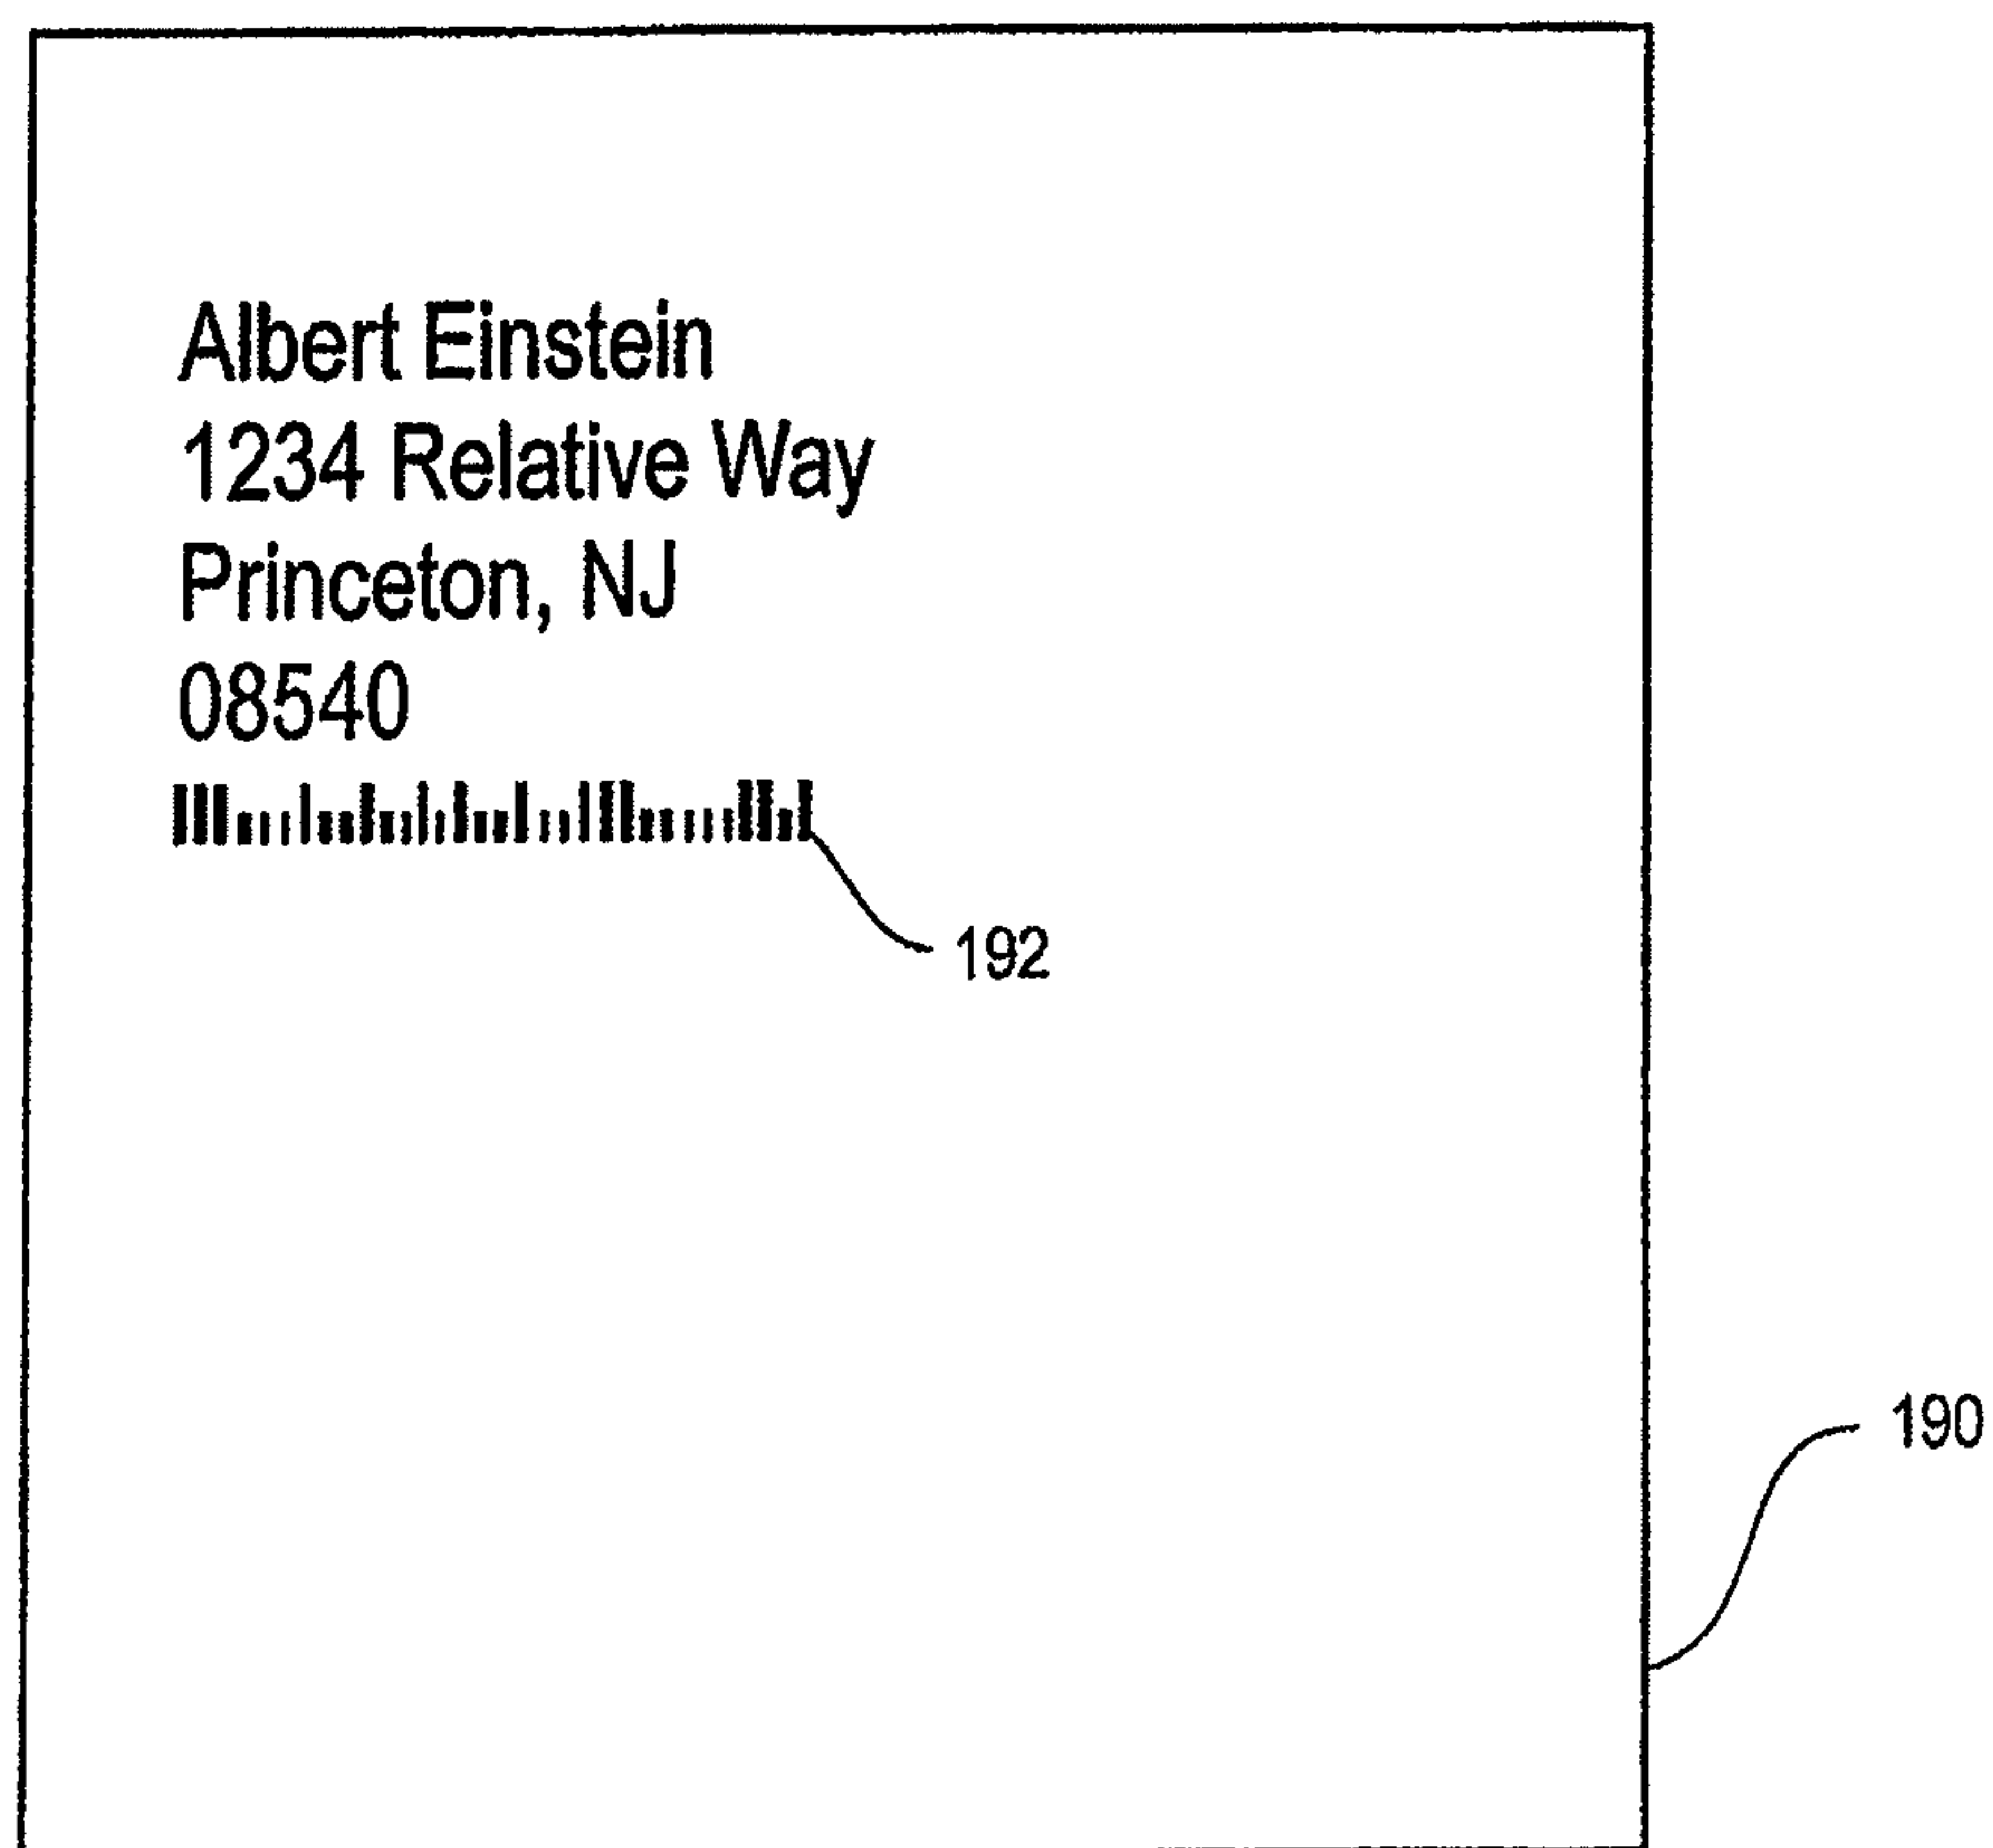 Albert Einstein
1234 Relative Way
Princeton, NJ
08540
192
190